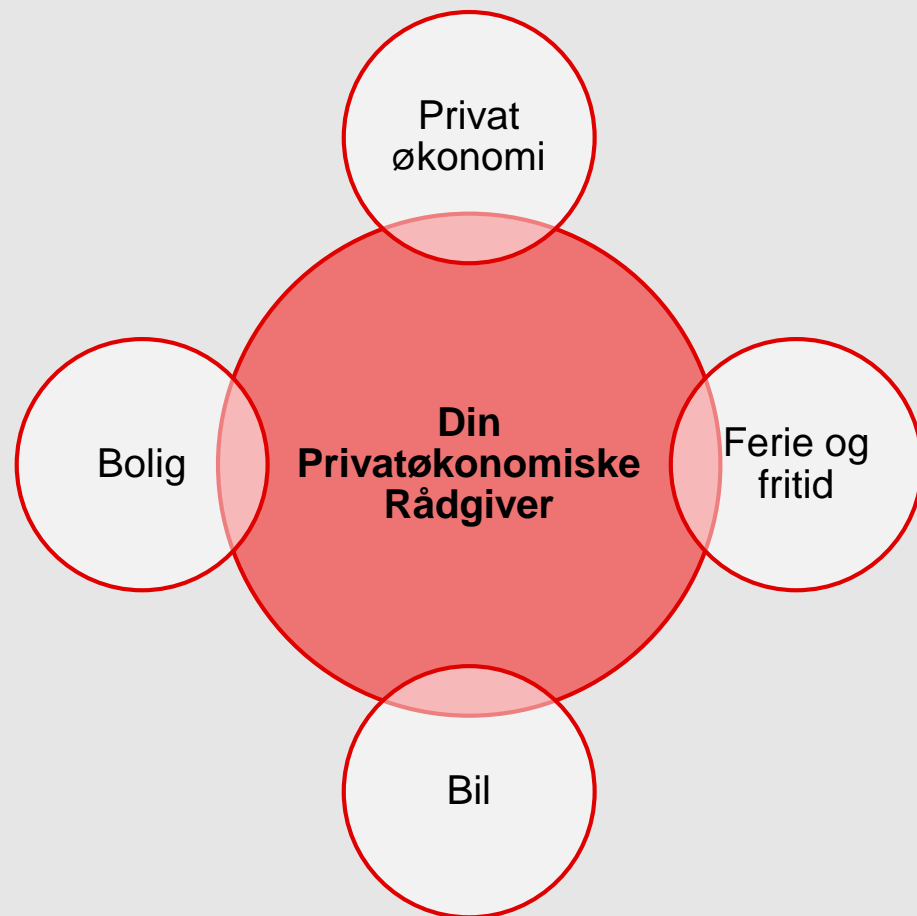 Privat
økonomi
Bolig
Din
Privatøkonomiske
Rådgiver
Ferie og
fritid
Bil